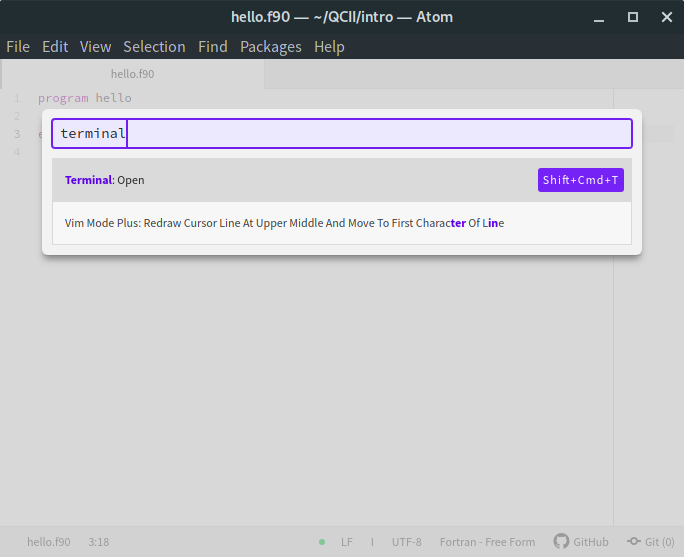 hello.f90 — ~/QCII/intro — Atom
File Edit View Selection Find Packages Help
hello.f90
1 program hello
2
3 e
4
terminal
Terminal: Open Shift+Cmd+T
Vim Mode Plus: Redraw Cursor Line At Upper Middle And Move To First Character Of Line
hello.f90 3:18 LF I UTF-8 Fortran - Free Form GitHub Git (0)